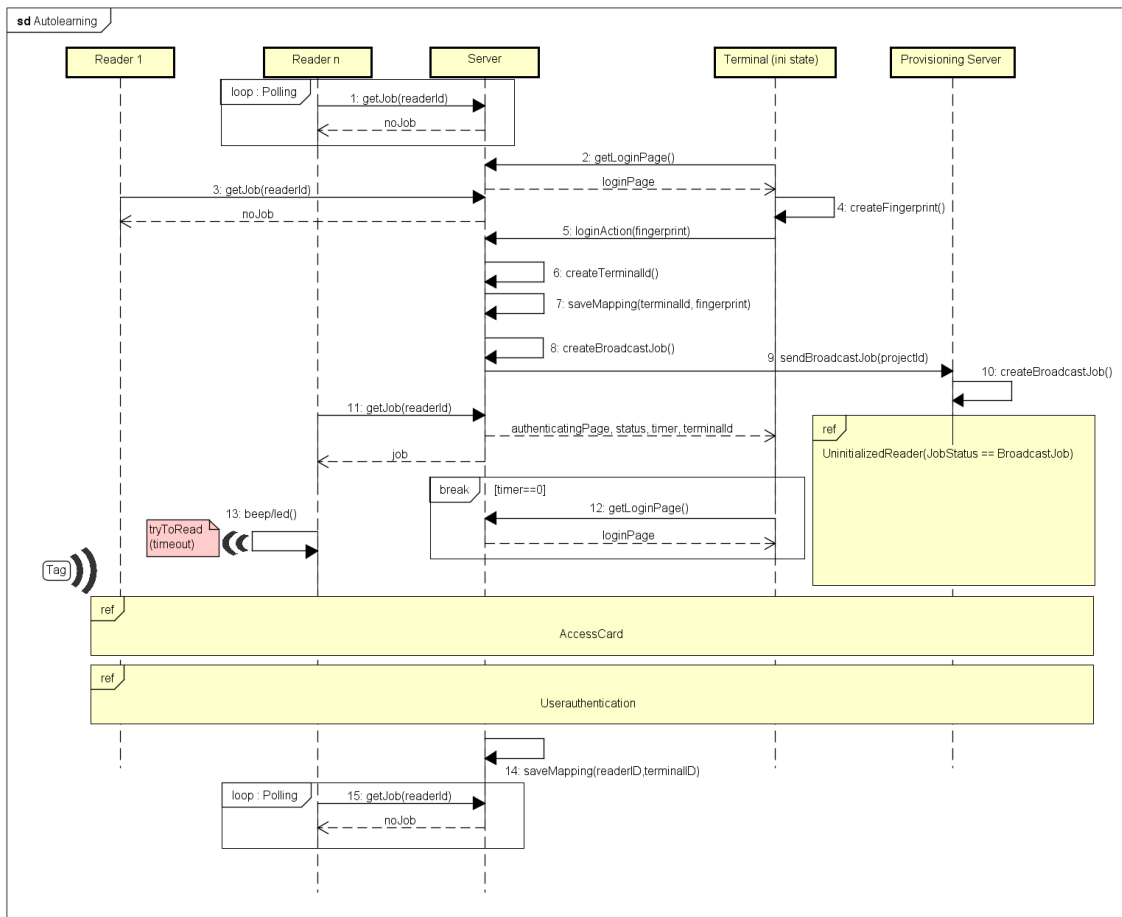 sd Autolearning
Reader 1
Reader n
Server
Terminal (ini state)
Provisioning Server
loop : Polling
1: getJob(readerId)
noJob
2: getLoginPage()
loginPage
3: getJob(readerId)
noJob
4: createFingerprint()
5: loginAction(fingerprint)
6: createTerminalId()
7: saveMapping(terminalId, fingerprint)
8: createBroadcastJob()
9: sendBroadcastJob(projectId)
10: createBroadcastJob()
11: getJob(readerId)
authenticatingPage, status, timer, terminalId
ref
UninitializedReader(JobStatus == BroadcastJob)
job
break [timer==0]
12: getLoginPage()
loginPage
13: beep/led()
tryToRead
(timeout)
Tag
ref
AccessCard
ref
Userauthentication
14: saveMapping(readerID,terminalID)
loop : Polling
15: getJob(readerId)
noJob